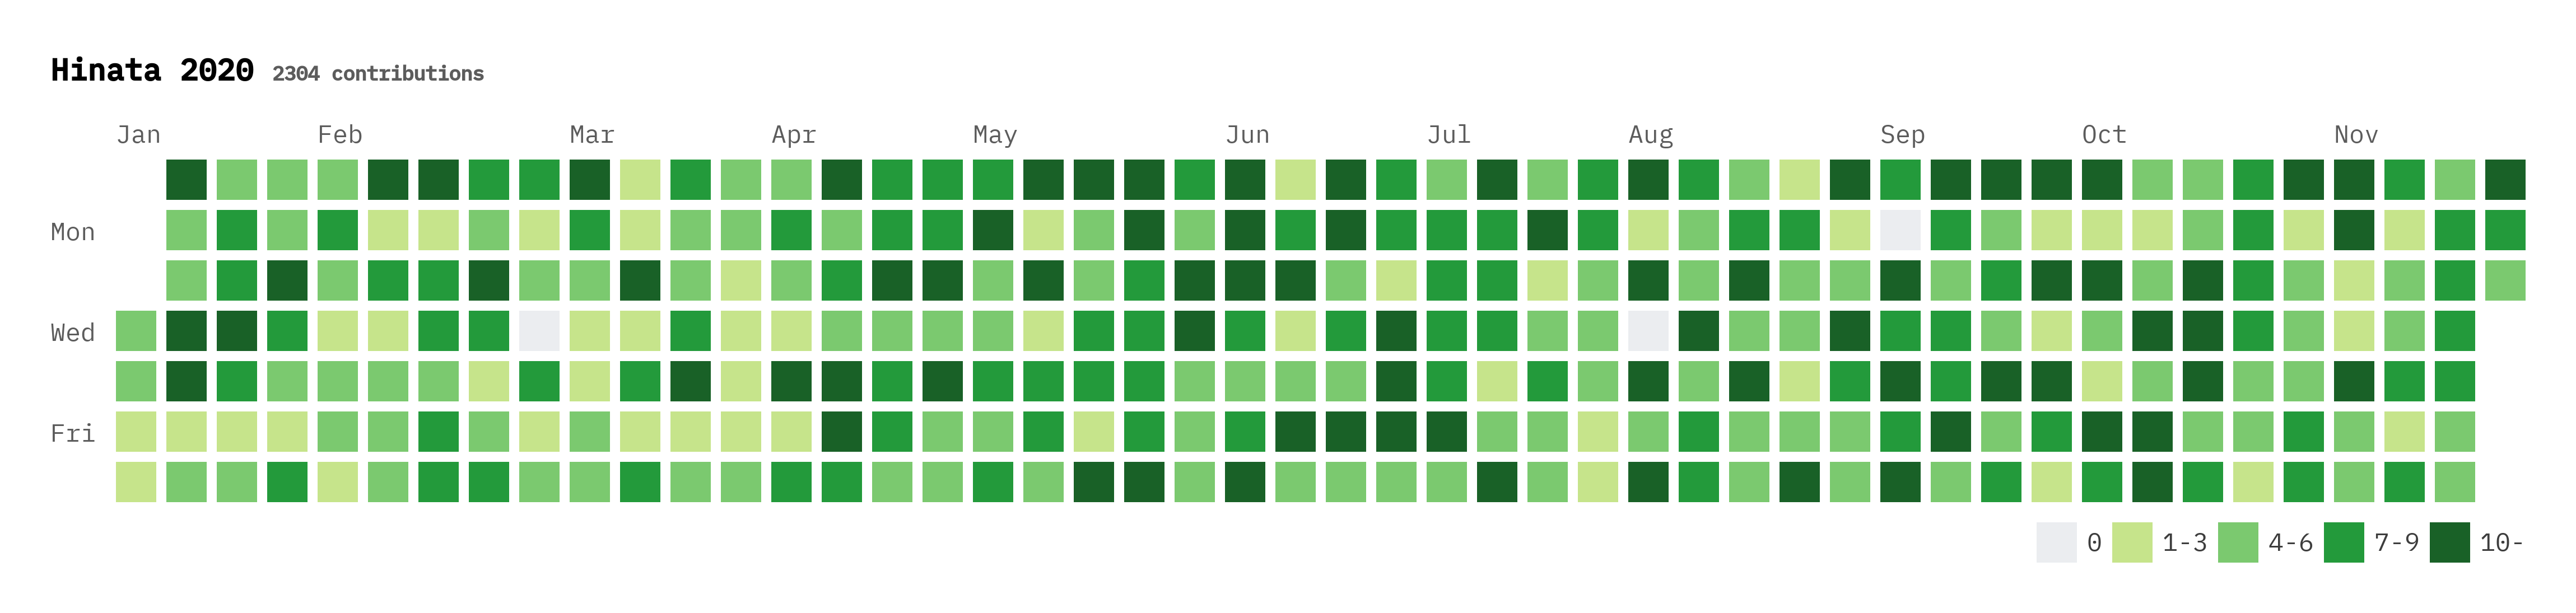 Hinata 2020 2304 contributions
Jan Feb Mar Apr May Jun Jul Aug Sep Oct Nov
Mon
Wed
Fri
0 1-3 4-6 7-9 10-